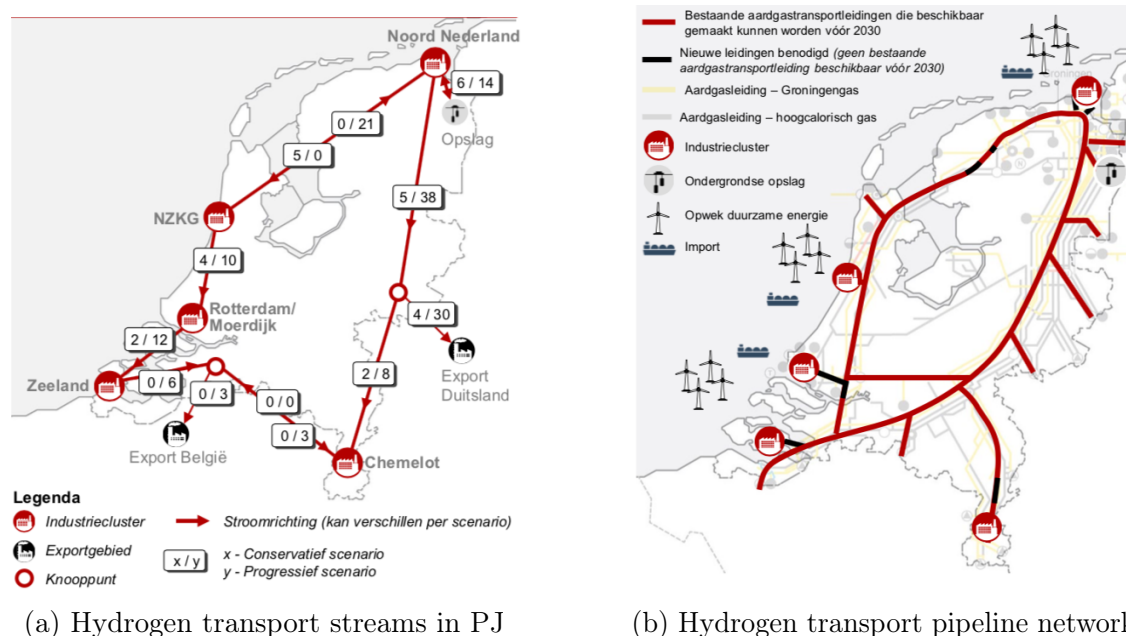 Noord Nederland
6 / 14
Opslag
0 / 21
5 / 0
5 / 38
NZKG
4 / 10
Rotterdam/
Moerdijk
4 / 30
2 / 12
2 / 8
Export
Duitsland
Zeeland
0 / 6
0 / 3
0 / 0
0 / 3
Export België
Chemelot
Legenda
Industriecluster
Stroomrichting (kan verschillen per scenario)
Exportgebied
x / y
x - Conservatief scenario
y - Progressief scenario
Knooppunt
(a) Hydrogen transport streams in PJ
Bestaande aardgastransportleidingen die beschikbaar
gemaakt kunnen worden vóór 2030
Nieuwe leidingen benodigd (geen bestaande
aardgastransportleiding beschikbaar vóór 2030)
Aardgasleiding – Groningengas
Aardgasleiding – hoogcalorisch gas
Industriecluster
Ondergrondse opslag
Opwek duurzame energie
Import
(b) Hydrogen transport pipeline network